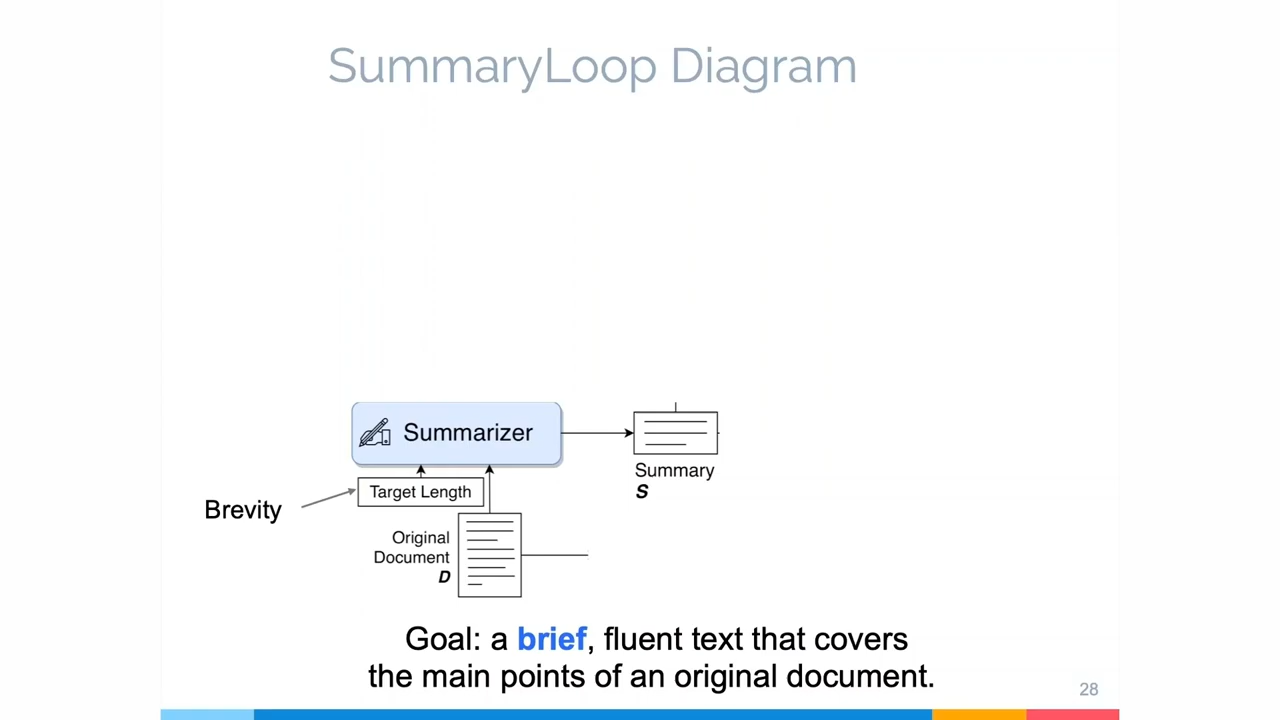 SummaryLoop Diagram
Summarizer
Summary
S
Target Length
Brevity
Original
Document
D
Goal: a brief, fluent text that covers
the main points of an original document.
28